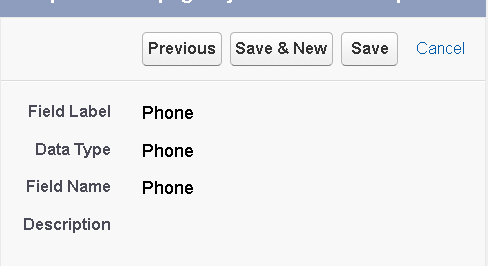 Previous Save & New Save Cancel
Field Label Phone
Data Type Phone
Field Name Phone
Description